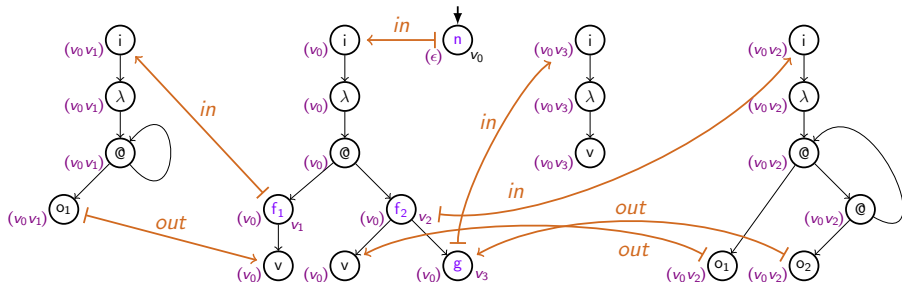 in
(v₀v₁) i (v₀) i (ϵ) n v₀ (v₀v₃) i (v₀v₂) i
in in in
(v₀v₁) λ (v₀) λ (v₀v₃) λ (v₀v₂) λ
(v₀v₁) @ (v₀) @ (v₀v₃) v (v₀v₂) @
in
(v₀v₁) o₁ (v₀) f₁ v₁ (v₀) f₂ v₂ (v₀v₂) @
out out out
(v₀) v (v₀) v (v₀) g v₃ (v₀v₂) o₁ (v₀v₂) o₂